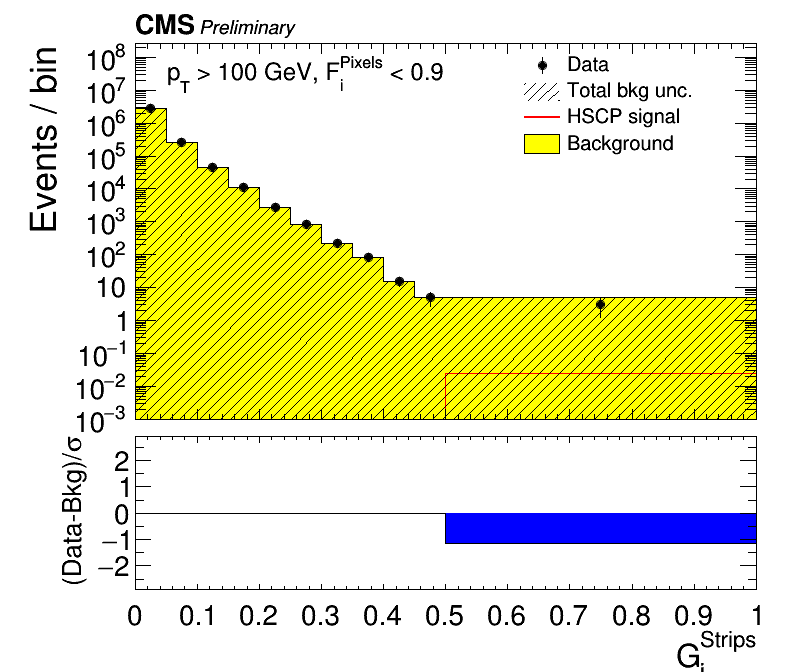 CMS Preliminary
Events / bin
p_T > 100 GeV, F_i^Pixels < 0.9
Data
Total bkg unc.
HSCP signal
Background
10^8
10^7
10^6
10^5
10^4
10^3
10^2
10
1
10^−1
10^−2
10^−3
(Data-Bkg)/σ
2
1
0
−1
−2
0 0.1 0.2 0.3 0.4 0.5 0.6 0.7 0.8 0.9 1
G_i^Strips